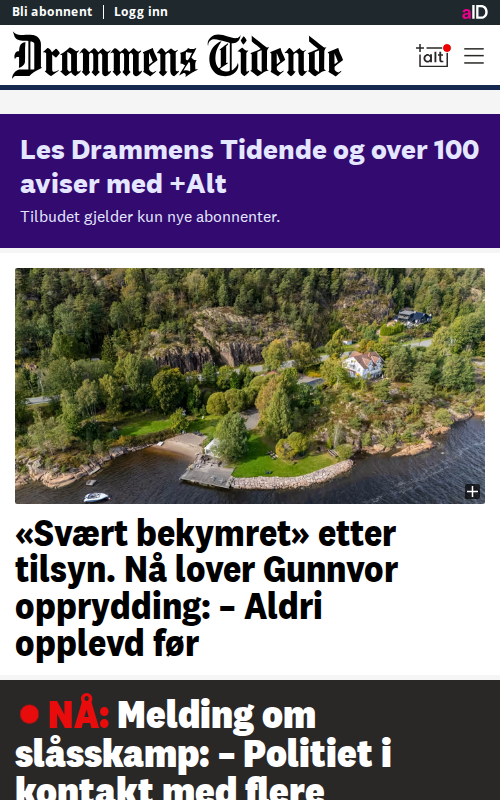 Bli abonnent | Logg inn
aID
Drammens Tidende
+alt
Les Drammens Tidende og over 100
aviser med +Alt
Tilbudet gjelder kun nye abonnenter.
«Svært bekymret» etter
tilsyn. Nå lover Gunnvor
opprydding: – Aldri
opplevd før
NÅ: Melding om
slåsskamp: – Politiet i
kontakt med flere